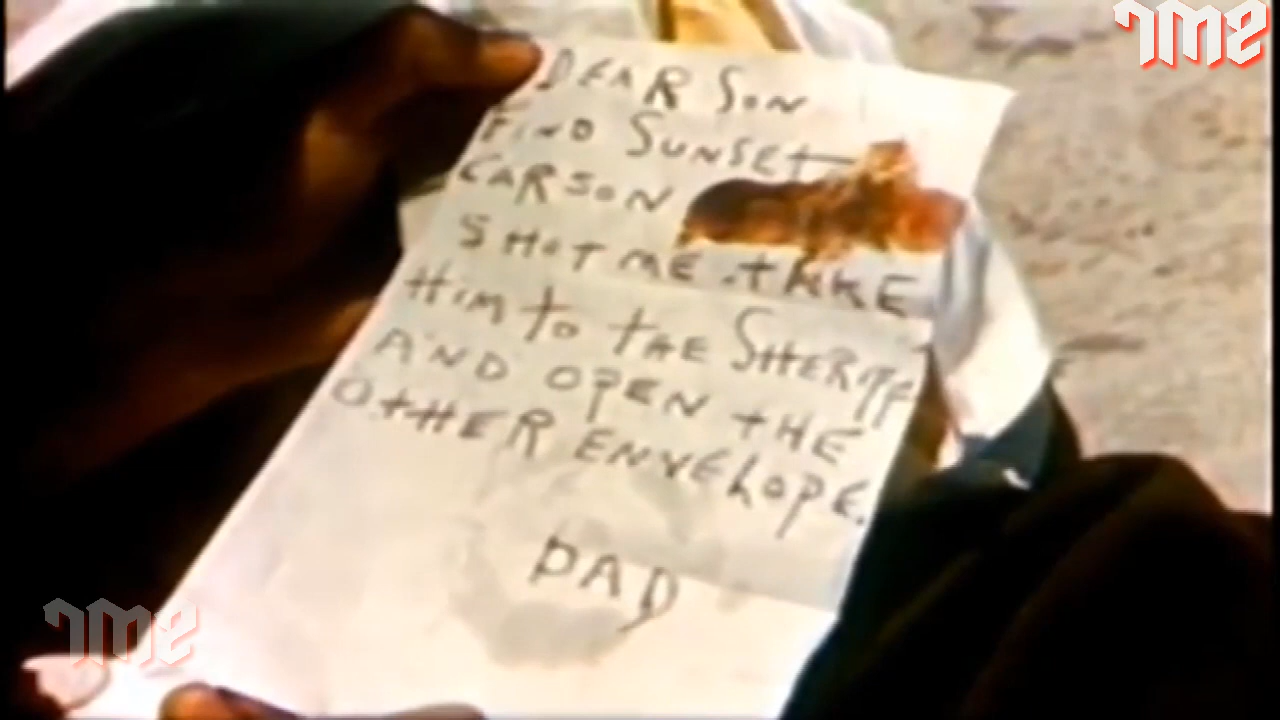 DEAR SON
FIND SUNSET
CARSON
SHOT ME. TAKE
HIM TO THE SHERIFF
AND OPEN THE
OTHER ENVELOPE.
DAD